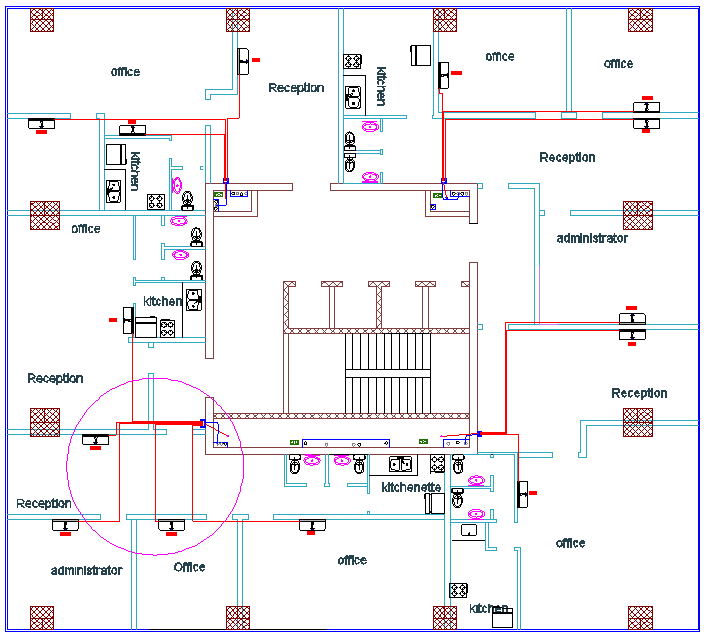 office
office
office
Reception
kitchen
Reception
kitchen
office
administrator
kitchen
Reception
Reception
kitchenette
Reception
office
office
Office
administrator
kitchen